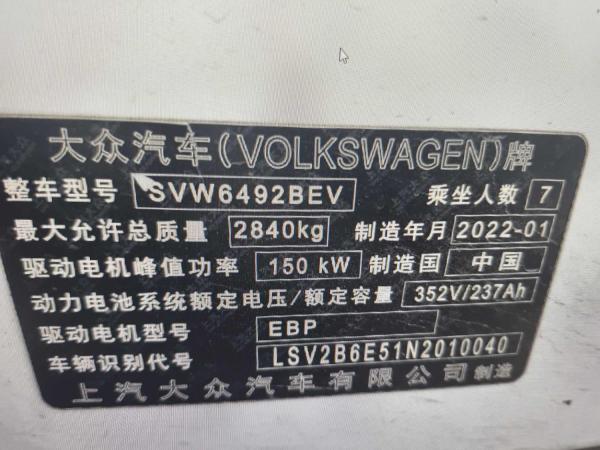 大众汽车(VOLKSWAGEN)牌
整车型号 SVW6492BEV 乘坐人数 7
最大允许总质量 2840kg 制造年月 2022-01
驱动电机峰值功率 150 kW 制造国 中国
动力电池系统额定电压/额定容量 352V/237Ah
驱动电机型号 EBP
车辆识别代号 LSV2B6E51N2010040
上汽大众汽车有限公司 制造